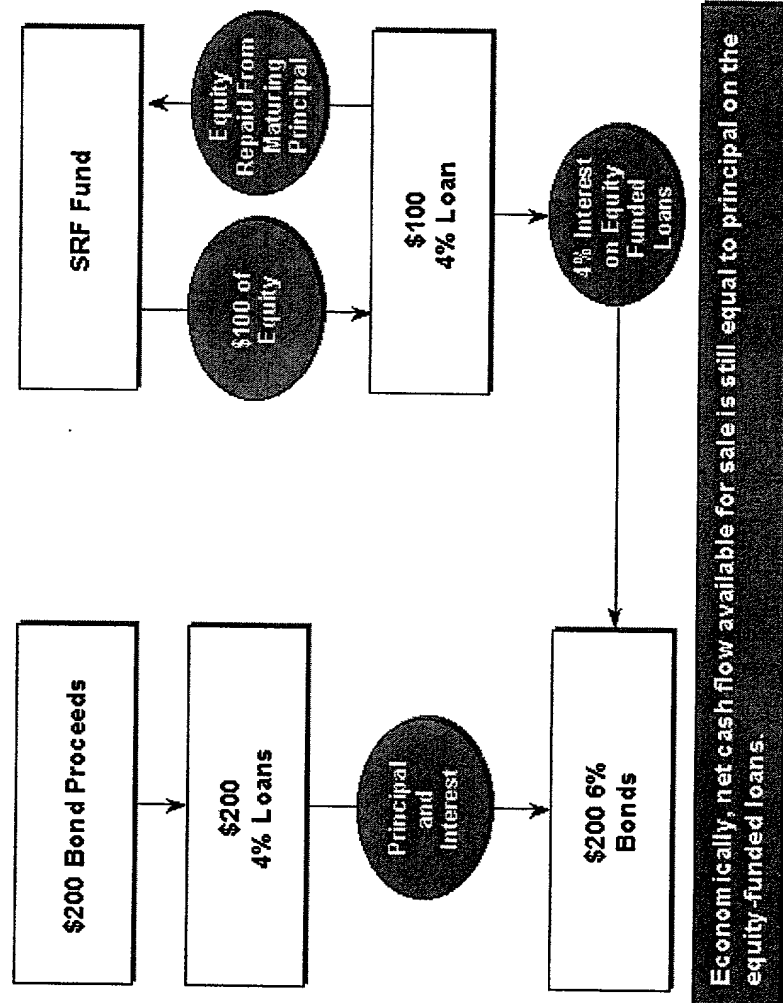 $200 Bond Proceeds
$200
4% Loans
Principal
and
Interest
$200 6%
Bonds
SRF Fund
$100 of
Equity
Equity
Repaid From
Maturing
Principal
$100
4% Loan
4% Interest
on Equity
Funded
Loans
Economically, net cash flow available for sale is still equal to principal on the
equity-funded loans.